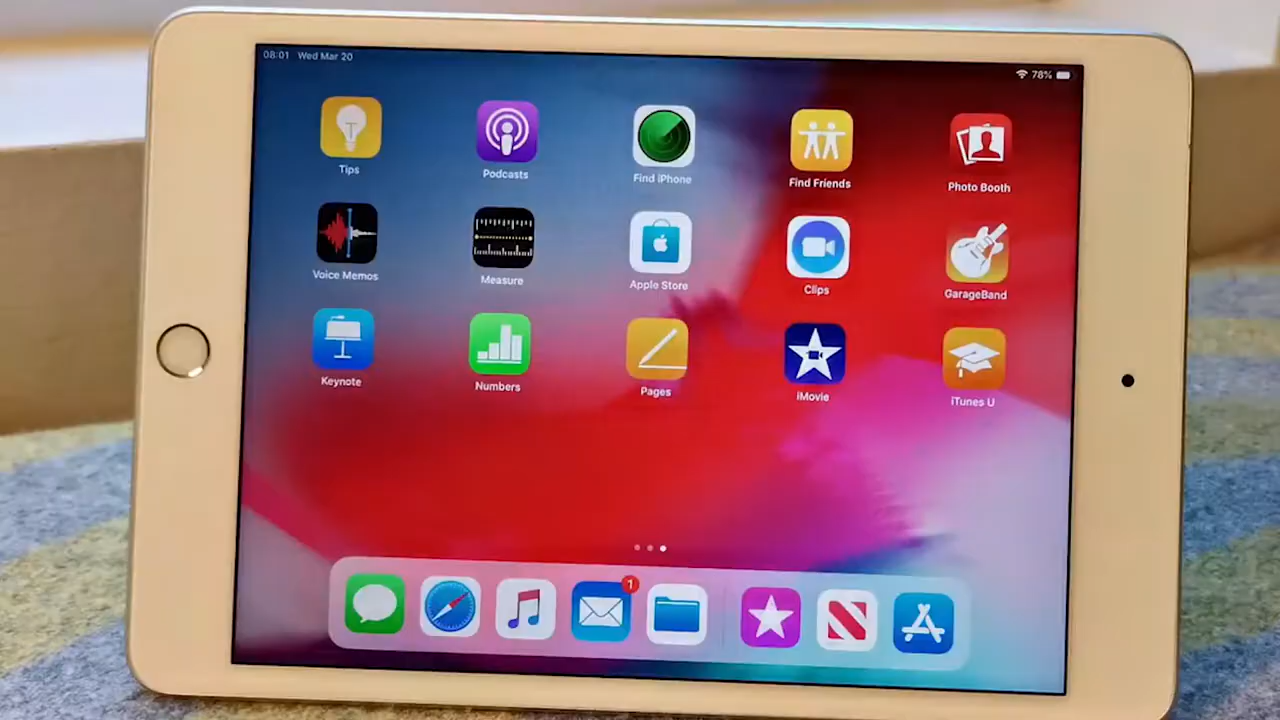 08:01 Wed Mar 20
78%
Tips
Podcasts
Find iPhone
Find Friends
Photo Booth
Voice Memos
Measure
Apple Store
Clips
GarageBand
Keynote
Numbers
Pages
iMovie
iTunes U
1